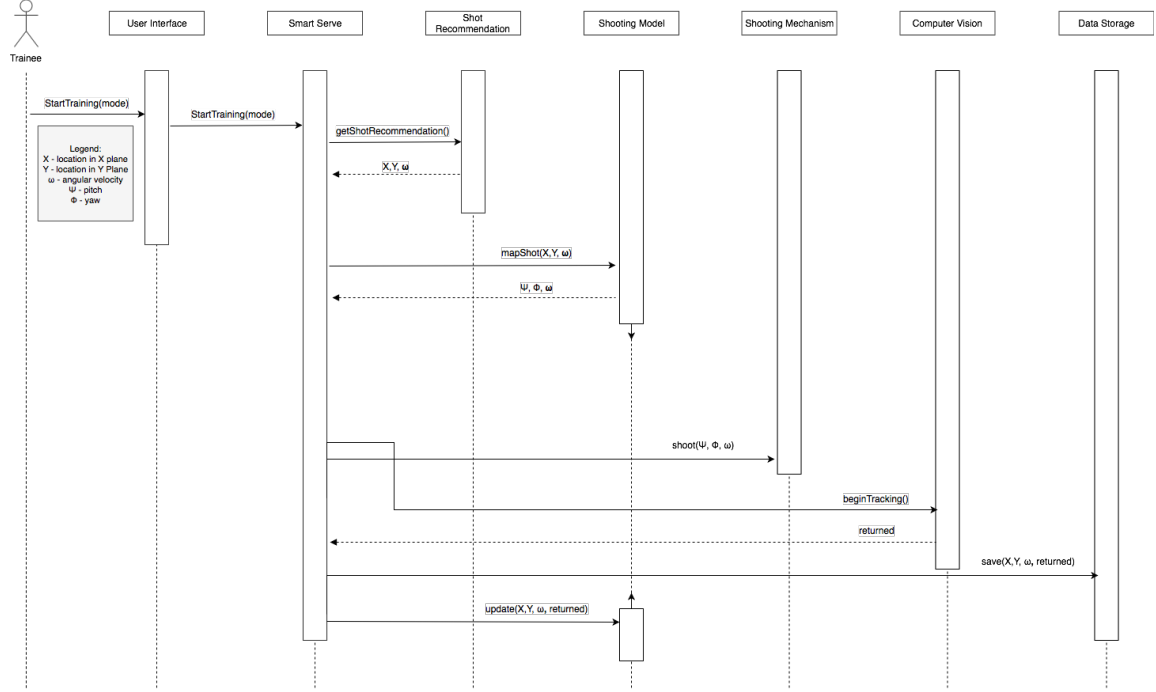 Trainee
User Interface
Smart Serve
Shot
Recommendation
Shooting Model
Shooting Mechanism
Computer Vision
Data Storage
StartTraining(mode)
StartTraining(mode)
Legend:
X - location in X plane
Y - location in Y Plane
ω - angular velocity
Ψ - pitch
Φ - yaw
getShotRecommendation()
X,Y, ω
mapShot(X,Y, ω)
Ψ, Φ, ω
shoot(Ψ, Φ, ω)
beginTracking()
returned
save(X,Y, ω, returned)
update(X,Y, ω, returned)